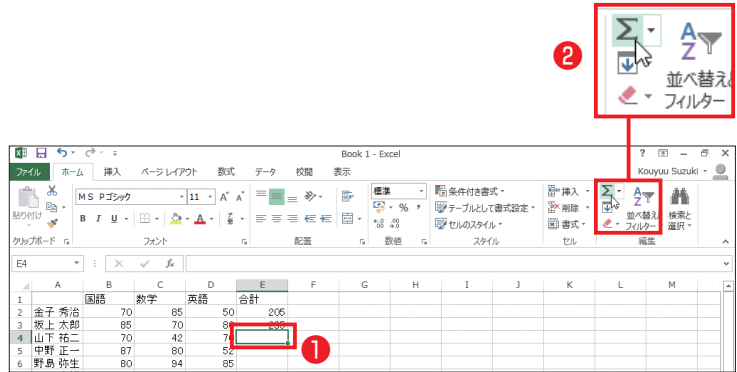 Σ
A
Z
並べ替えと
フィルター
2
Book 1 - Excel
ファイル ホーム 挿入 ページ レイアウト 数式 データ 校閲 表示 Kouyuu Suzuki
貼り付け
MS Pゴシック 11 A A
B I U A
標準
% ,
条件付き書式
テーブルとして書式設定
セルのスタイル
挿入
削除
書式
Σ
A
Z
並べ替えと
フィルター
検索と
選択
クリップボード フォント 配置 数値 スタイル セル 編集
E4 fx
A B C D E F G H I J K L M
1 国語 数学 英語 合計
2 金子 秀治 70 85 50 205
3 坂上 太郎 85 70
4 山下 祐二 70 42
5 中野 正一 87 80 52
6 野島 弥生 80 94 85
1